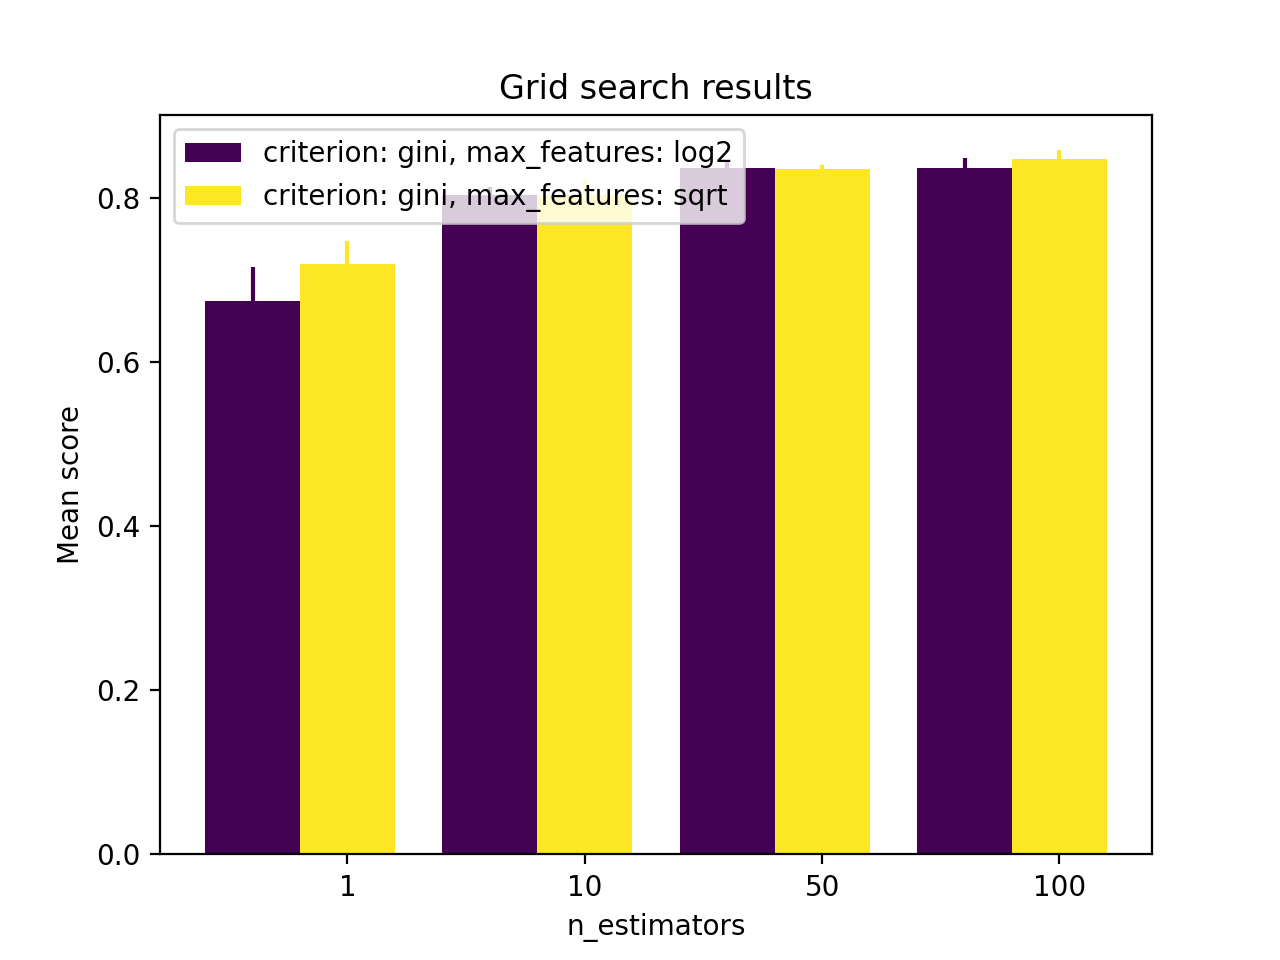 Grid search results
criterion: gini, max_features: log2
criterion: gini, max_features: sqrt
0.8
0.6
0.4
0.2
0.0
Mean score
1 10 50 100
n_estimators